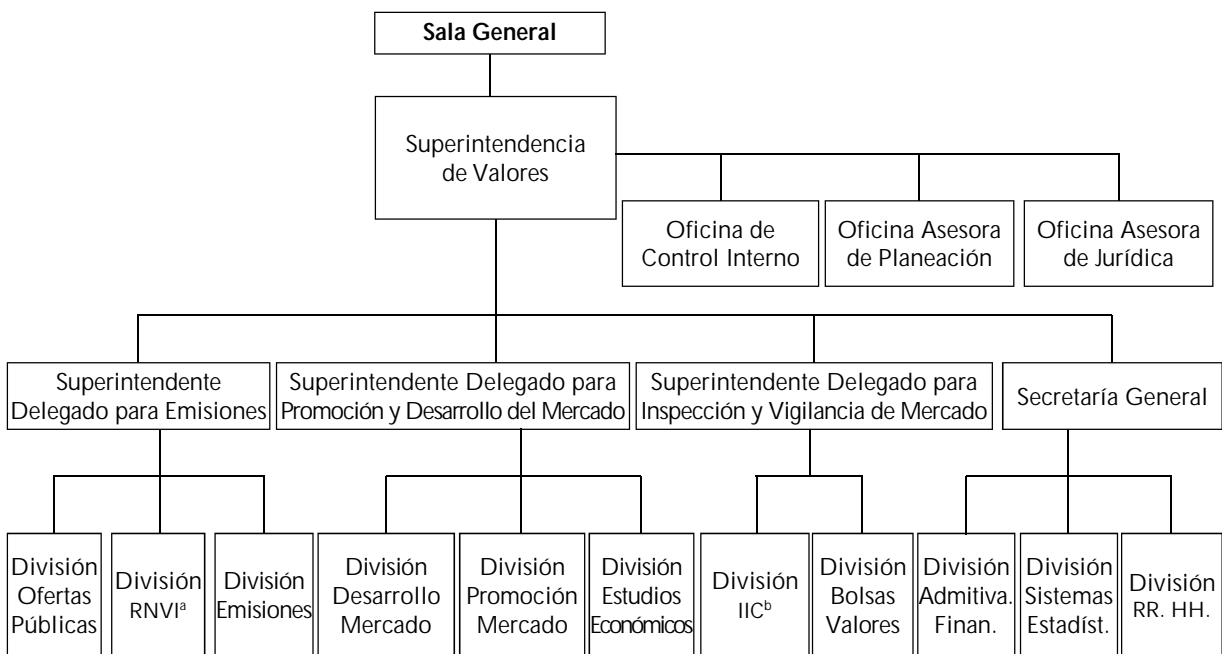 Sala General
Superintendencia
de Valores
Oficina de
Control Interno
Oficina Asesora
de Planeación
Oficina Asesora
de Jurídica
Superintendente
Delegado para Emisiones
Superintendente Delegado para
Promoción y Desarrollo del Mercado
Superintendente Delegado para
Inspección y Vigilancia de Mercado
Secretaría General
División
Ofertas
Públicas
División
RNVIᵃ
División
Emisiones
División
Desarrollo
Mercado
División
Promoción
Mercado
División
Estudios
Económicos
División
IICᵇ
División
Bolsas
Valores
División
Admitiva.
Finan.
División
Sistemas
Estadíst.
División
RR. HH.